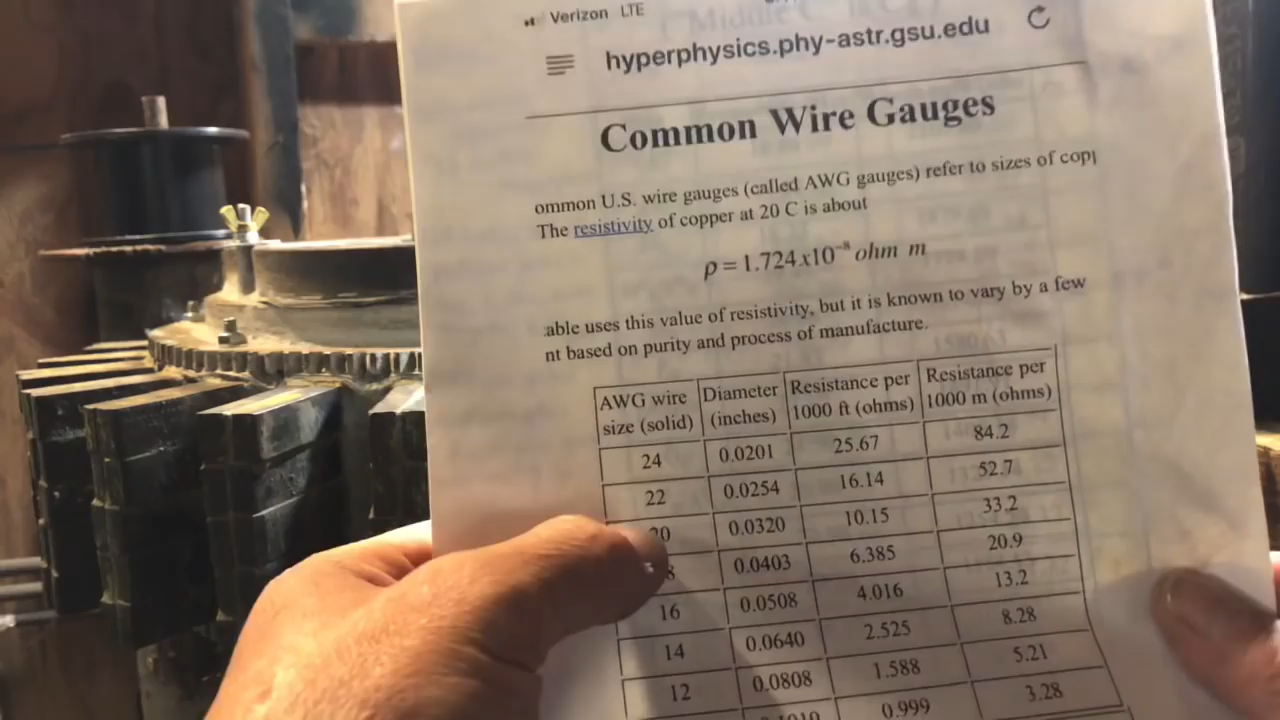 Verizon LTE
hyperphysics.phy-astr.gsu.edu
Common Wire Gauges
ommon U.S. wire gauges (called AWG gauges) refer to sizes of cop
The resistivity of copper at 20 C is about
ρ = 1.724x10⁻⁸ ohm m
able uses this value of resistivity, but it is known to vary by a few
nt based on purity and process of manufacture.
AWG wire size (solid) Diameter (inches) Resistance per 1000 ft (ohms) Resistance per 1000 m (ohms)
24 0.0201 25.67 84.2
22 0.0254 16.14 52.7
20 0.0320 10.15 33.2
8 0.0403 6.385 20.9
16 0.0508 4.016 13.2
14 0.0640 2.525 8.28
12 0.0808 1.588 5.21
0.999 3.28